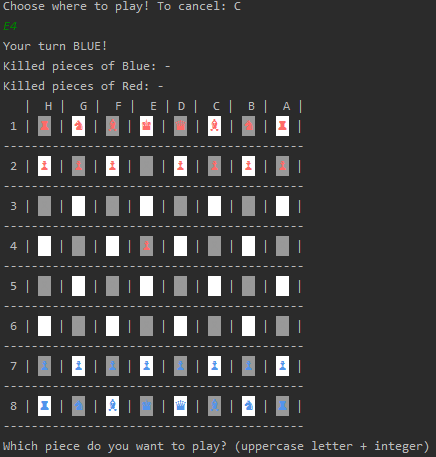 Choose where to play! To cancel: C
E4
Your turn BLUE!
Killed pieces of Blue: -
Killed pieces of Red: -
| H | G | F | E | D | C | B | A |
1 | ♜ | ♞ | ♝ | ♚ | ♛ | ♝ | ♞ | ♜ |
----------------------------------------
2 | ♟ | ♟ | ♟ | | ♟ | ♟ | ♟ | ♟ |
----------------------------------------
3 | | | | | | | | |
----------------------------------------
4 | | | | ♟ | | | | |
----------------------------------------
5 | | | | | | | | |
----------------------------------------
6 | | | | | | | | |
----------------------------------------
7 | ♟ | ♟ | ♟ | ♟ | ♟ | ♟ | ♟ | ♟ |
----------------------------------------
8 | ♜ | ♞ | ♝ | ♚ | ♛ | ♝ | ♞ | ♜ |
----------------------------------------
Which piece do you want to play? (uppercase letter + integer)